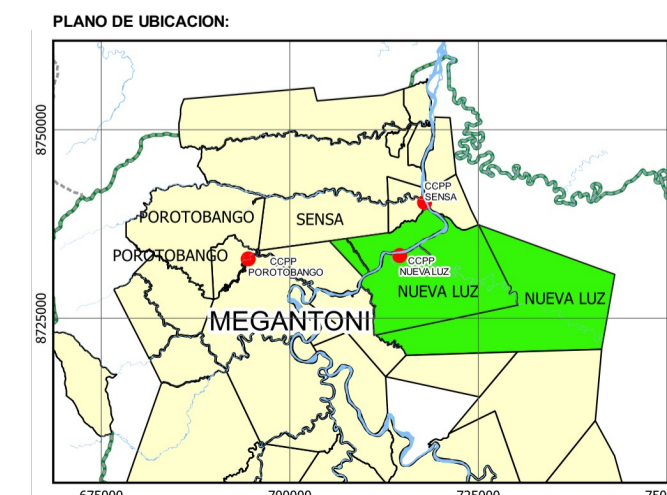 PLANO DE UBICACION:
8750000
CCPP
SENSA
POROTOBANGO
SENSA
POROTOBANGO
CCPP
POROTOBANGO
CCPP
NUEVA LUZ
NUEVA LUZ
NUEVA LUZ
8725000
MEGANTONI
675000
700000
725000